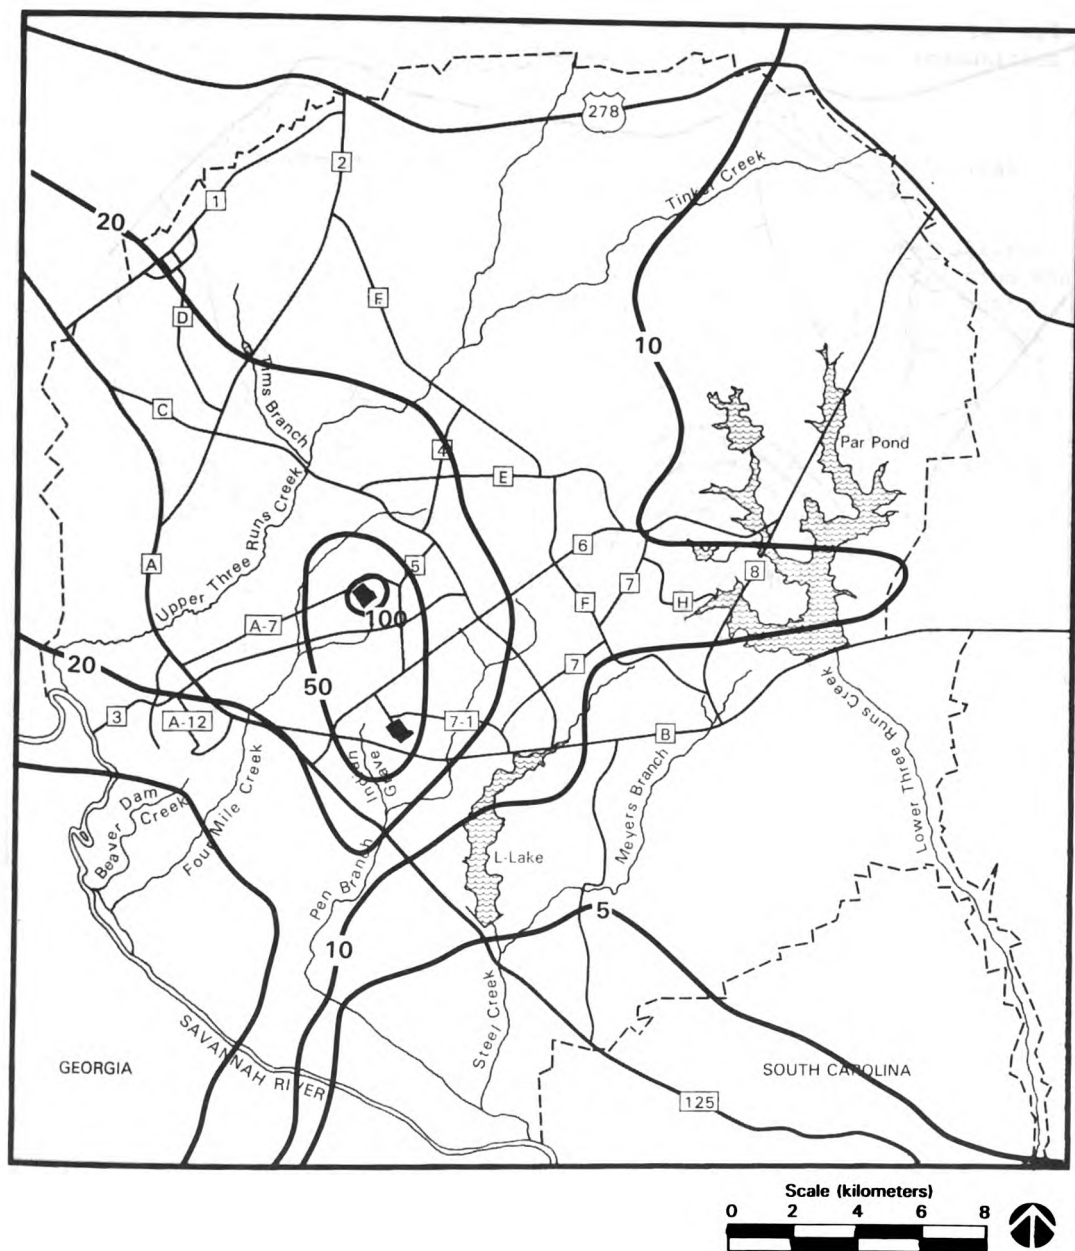 278
2
Tinker Creek
1
20
E
D
10
Tims Branch
C
Par Pond
4
E
Upper Three Runs Creek
6
A
5
8
7
100
F
H
A-7
7
20
50
3
A-12
7-1
B
Indian
Grave
Lower Three Runs Creek
Meyers Branch
Beaver Dam
Creek
Four Mile Creek
L-Lake
Pen Branch
5
10
Steel Creek
SAVANNAH RIVER
GEORGIA
SOUTH CAROLINA
125
Scale (kilometers)
0 2 4 6 8